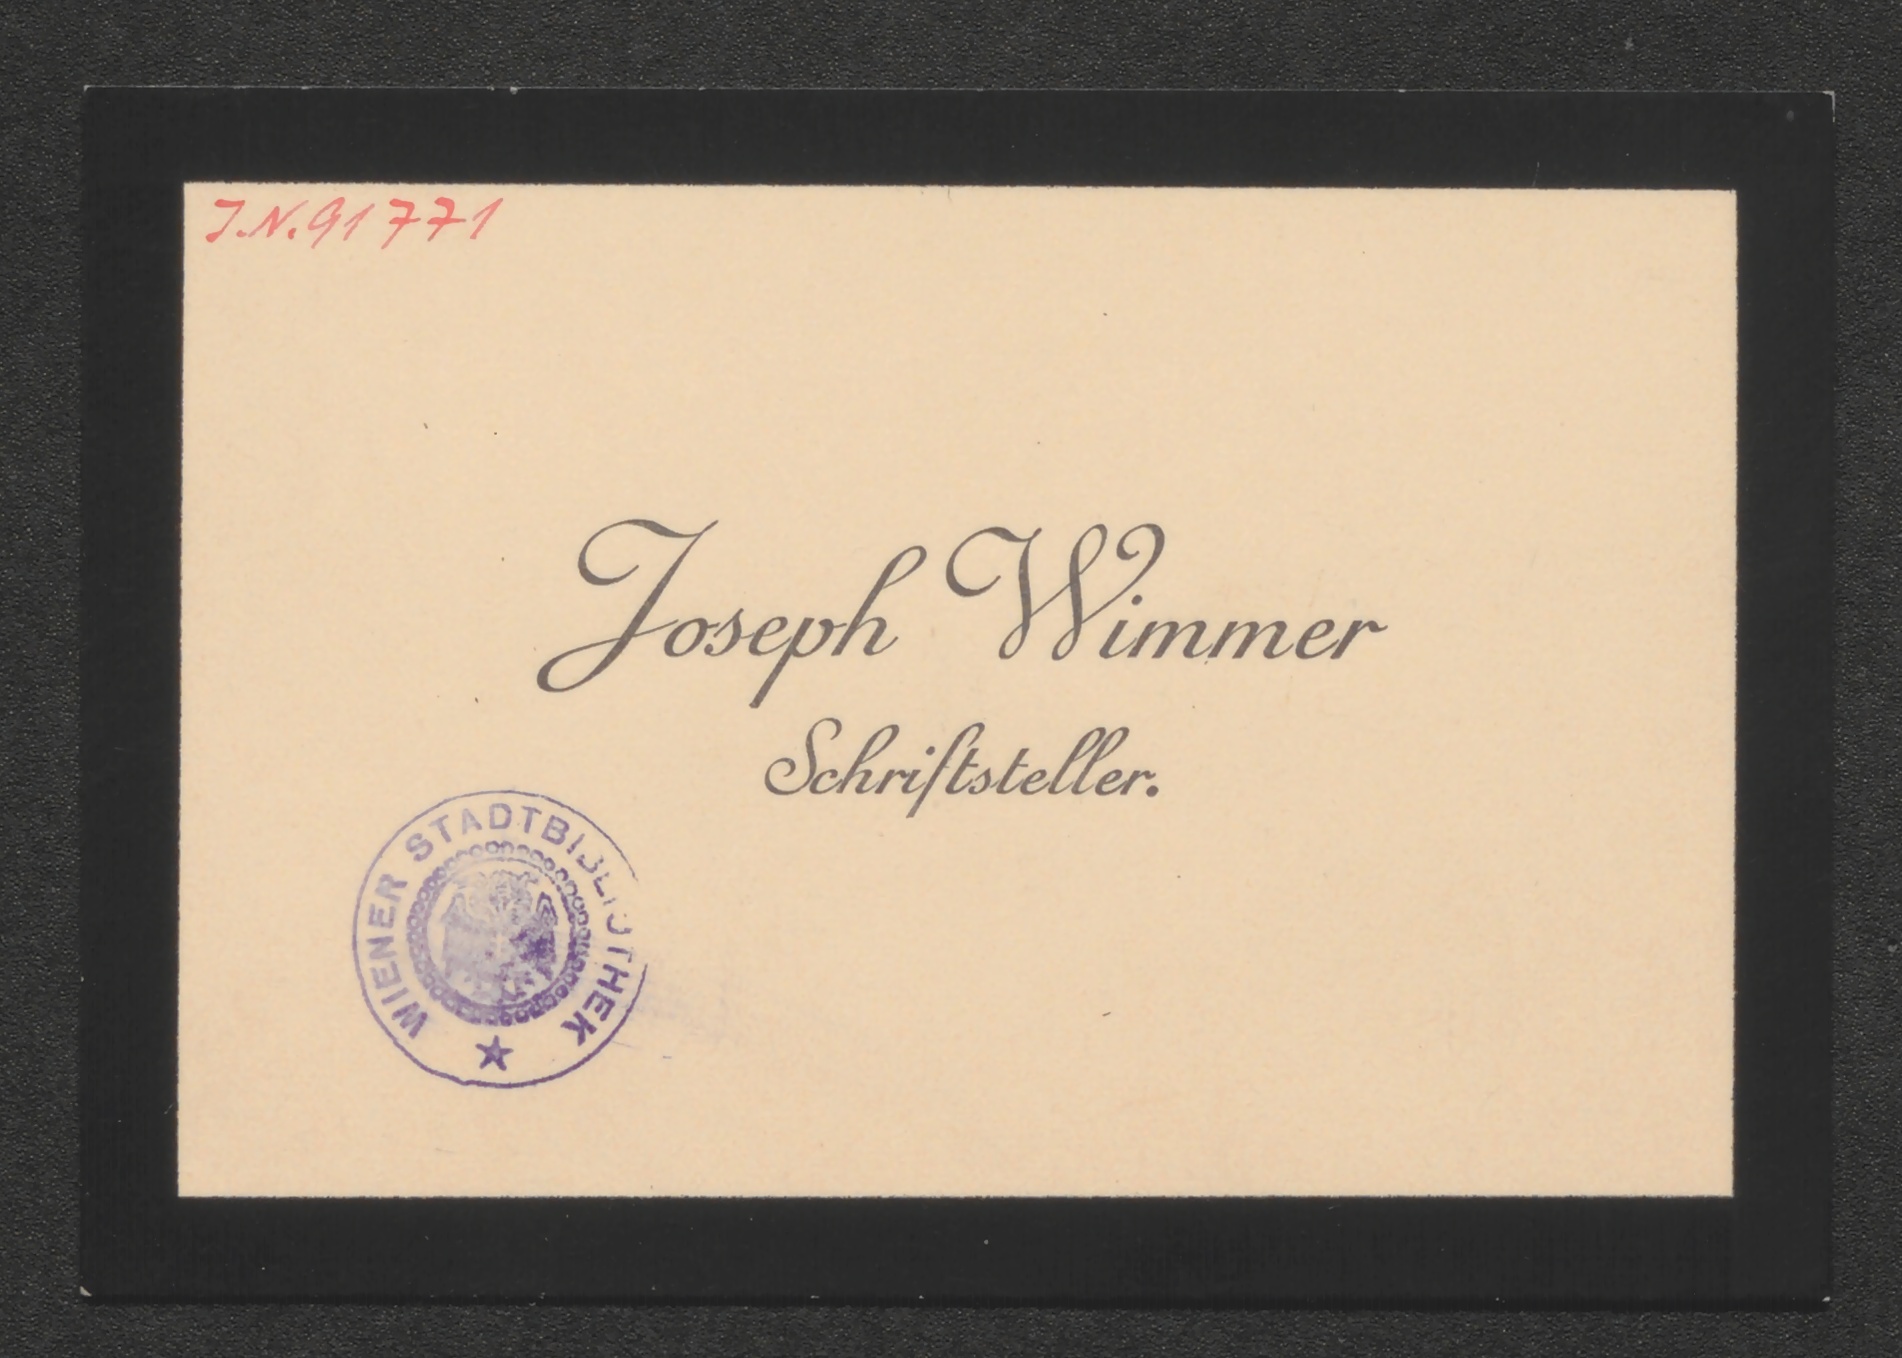 J.N. 91771
Joseph Wimmer
Schriftsteller.
WIENER STADTBIBLIOTHEK